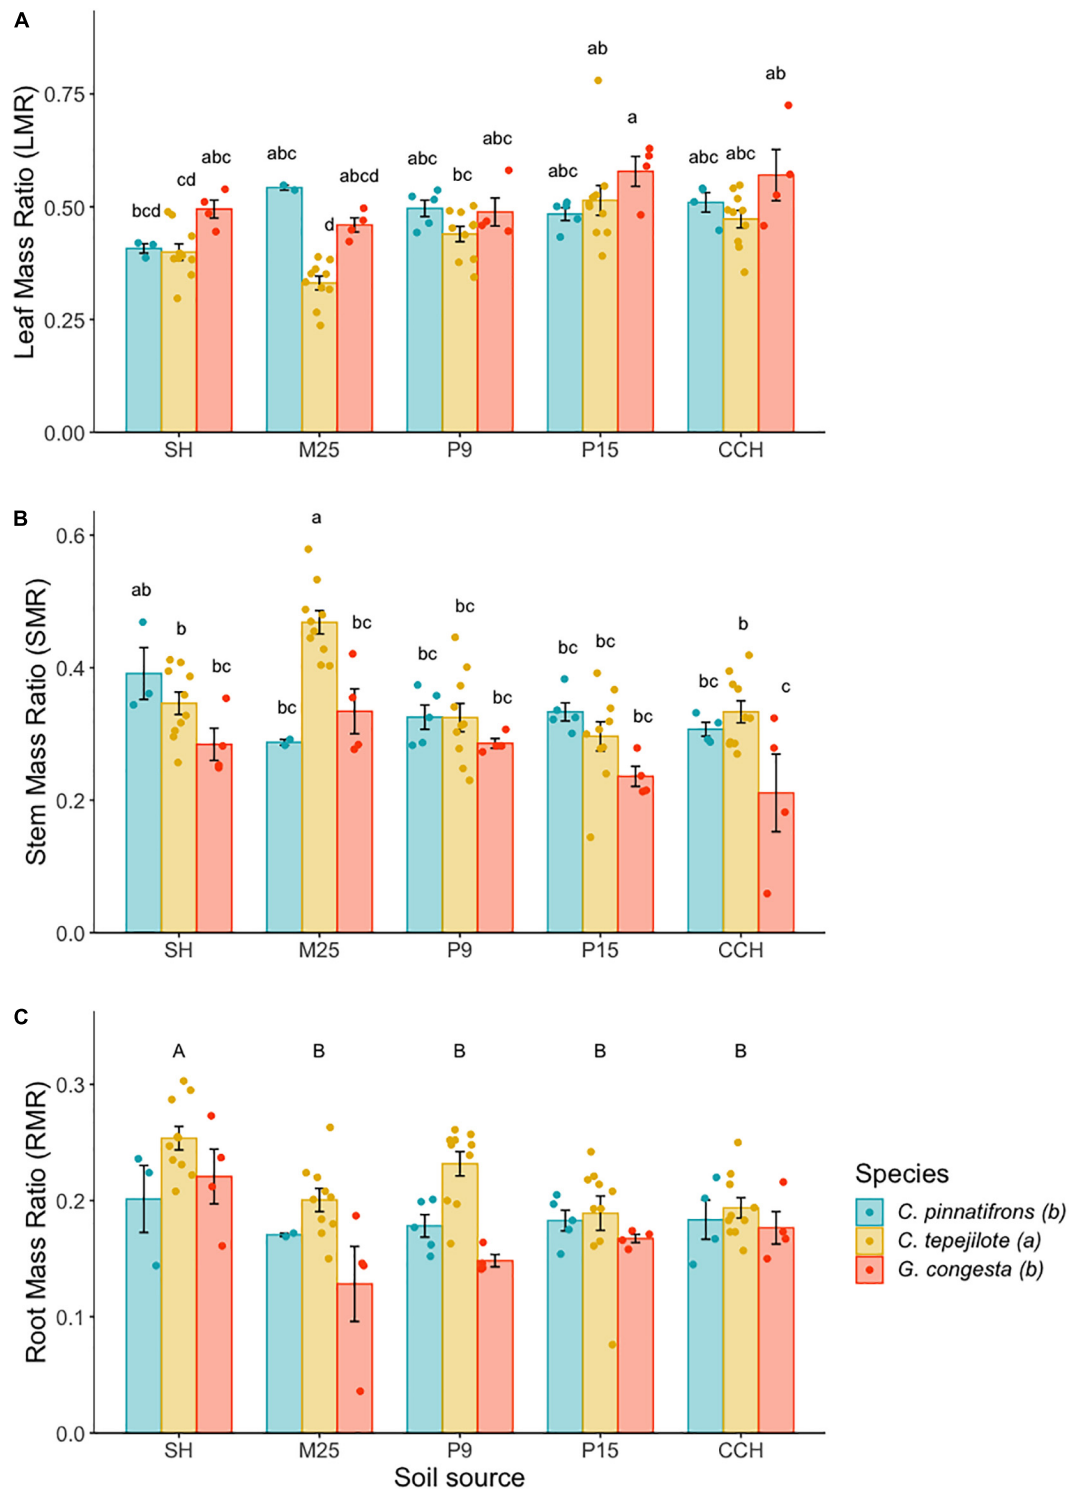 A
Leaf Mass Ratio (LMR)
0.75
0.50
0.25
0.00
bcd
cd
abc
abc
d
abcd
abc
bc
abc
abc
ab
a
abc
abc
ab
SH
M25
P9
P15
CCH
B
Stem Mass Ratio (SMR)
0.6
0.4
0.2
0.0
ab
b
bc
bc
a
bc
bc
bc
bc
bc
bc
bc
bc
b
c
SH
M25
P9
P15
CCH
C
Root Mass Ratio (RMR)
0.3
0.2
0.1
0.0
A
B
B
B
B
SH
M25
P9
P15
CCH
Soil source
Species
C. pinnatifrons (b)
C. tepejilote (a)
G. congesta (b)